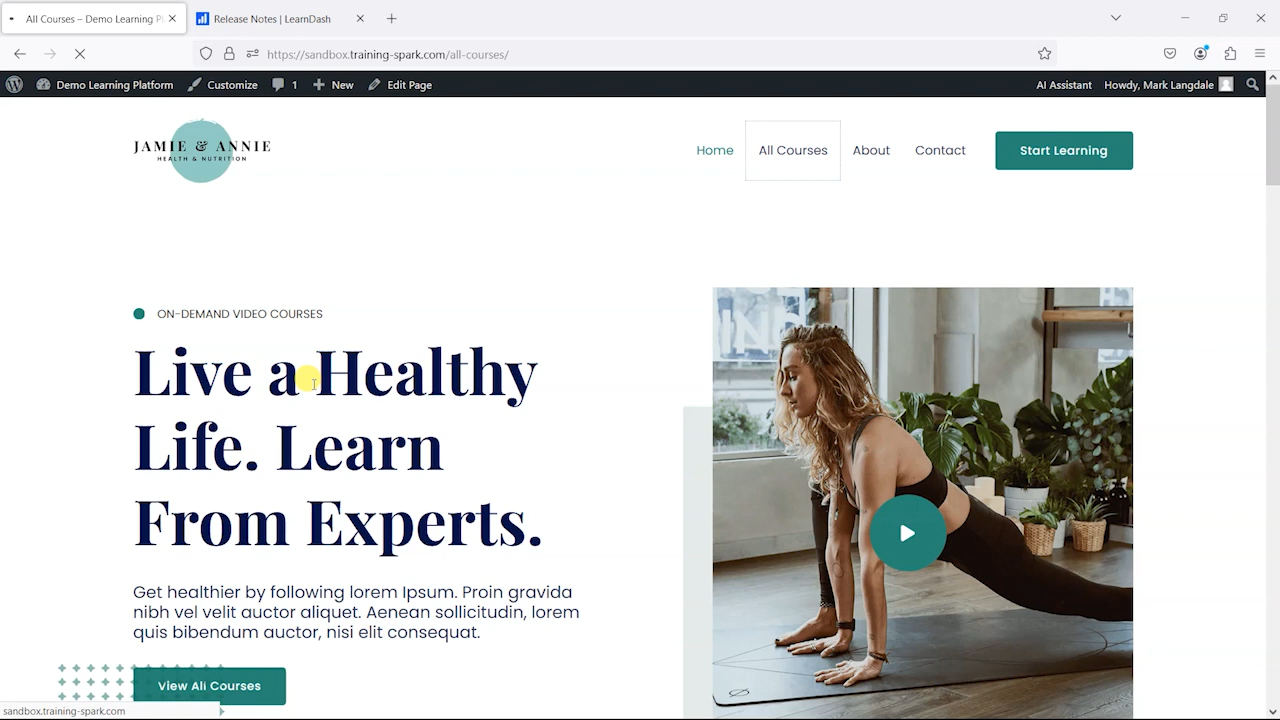 All Courses – Demo Learning Pl
Release Notes | LearnDash
https://sandbox.training-spark.com/all-courses/
Demo Learning Platform
Customize
1
New
Edit Page
AI Assistant
Howdy, Mark Langdale
JAMIE & ANNIE
HEALTH & NUTRITION
Home
All Courses
About
Contact
Start Learning
ON-DEMAND VIDEO COURSES
Live a Healthy
Life. Learn
From Experts.
Get healthier by following lorem Ipsum. Proin gravida
nibh vel velit auctor aliquet. Aenean sollicitudin, lorem
quis bibendum auctor, nisi elit consequat.
View All Courses
sandbox.training-spark.com